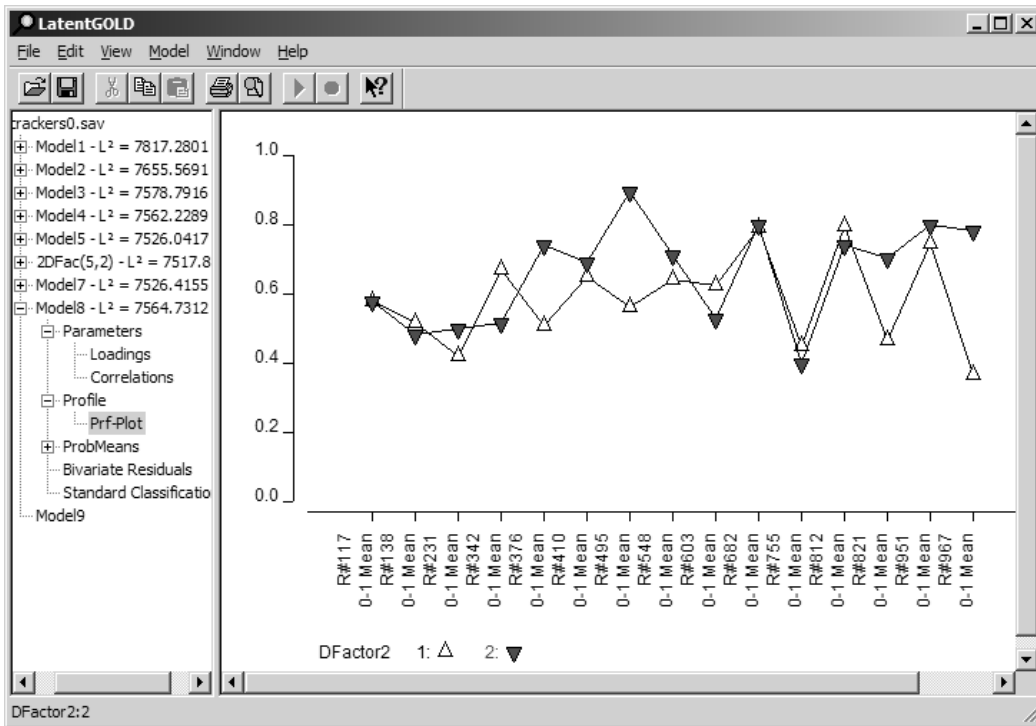 LatentGOLD
File Edit View Model Window Help
crackers0.sav
Model1 - L² = 7817.2801
Model2 - L² = 7655.5691
Model3 - L² = 7578.7916
Model4 - L² = 7562.2289
Model5 - L² = 7526.0417
2DFac(5,2) - L² = 7517.8
Model7 - L² = 7526.4155
Model8 - L² = 7564.7312
Parameters
Loadings
Correlations
Profile
Prf-Plot
ProbMeans
Bivariate Residuals
Standard Classificatio
Model9
1.0
0.8
0.6
0.4
0.2
0.0
R#117
0-1 Mean
R#138
0-1 Mean
R#231
0-1 Mean
R#342
0-1 Mean
R#376
0-1 Mean
R#410
0-1 Mean
R#495
0-1 Mean
R#548
0-1 Mean
R#603
0-1 Mean
R#682
0-1 Mean
R#755
0-1 Mean
R#812
0-1 Mean
R#821
0-1 Mean
R#951
0-1 Mean
R#967
0-1 Mean
DFactor2 1: 2:
DFactor2:2